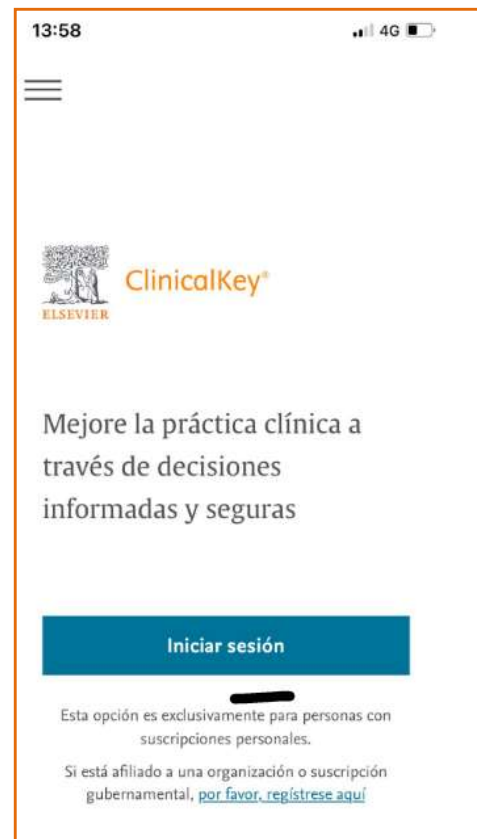 13:58
4G
ELSEVIER
ClinicalKey®
Mejore la práctica clínica a
través de decisiones
informadas y seguras
Iniciar sesión
Esta opción es exclusivamente para personas con
suscripciones personales.
Si está afiliado a una organización o suscripción
gubernamental, por favor, regístrese aquí